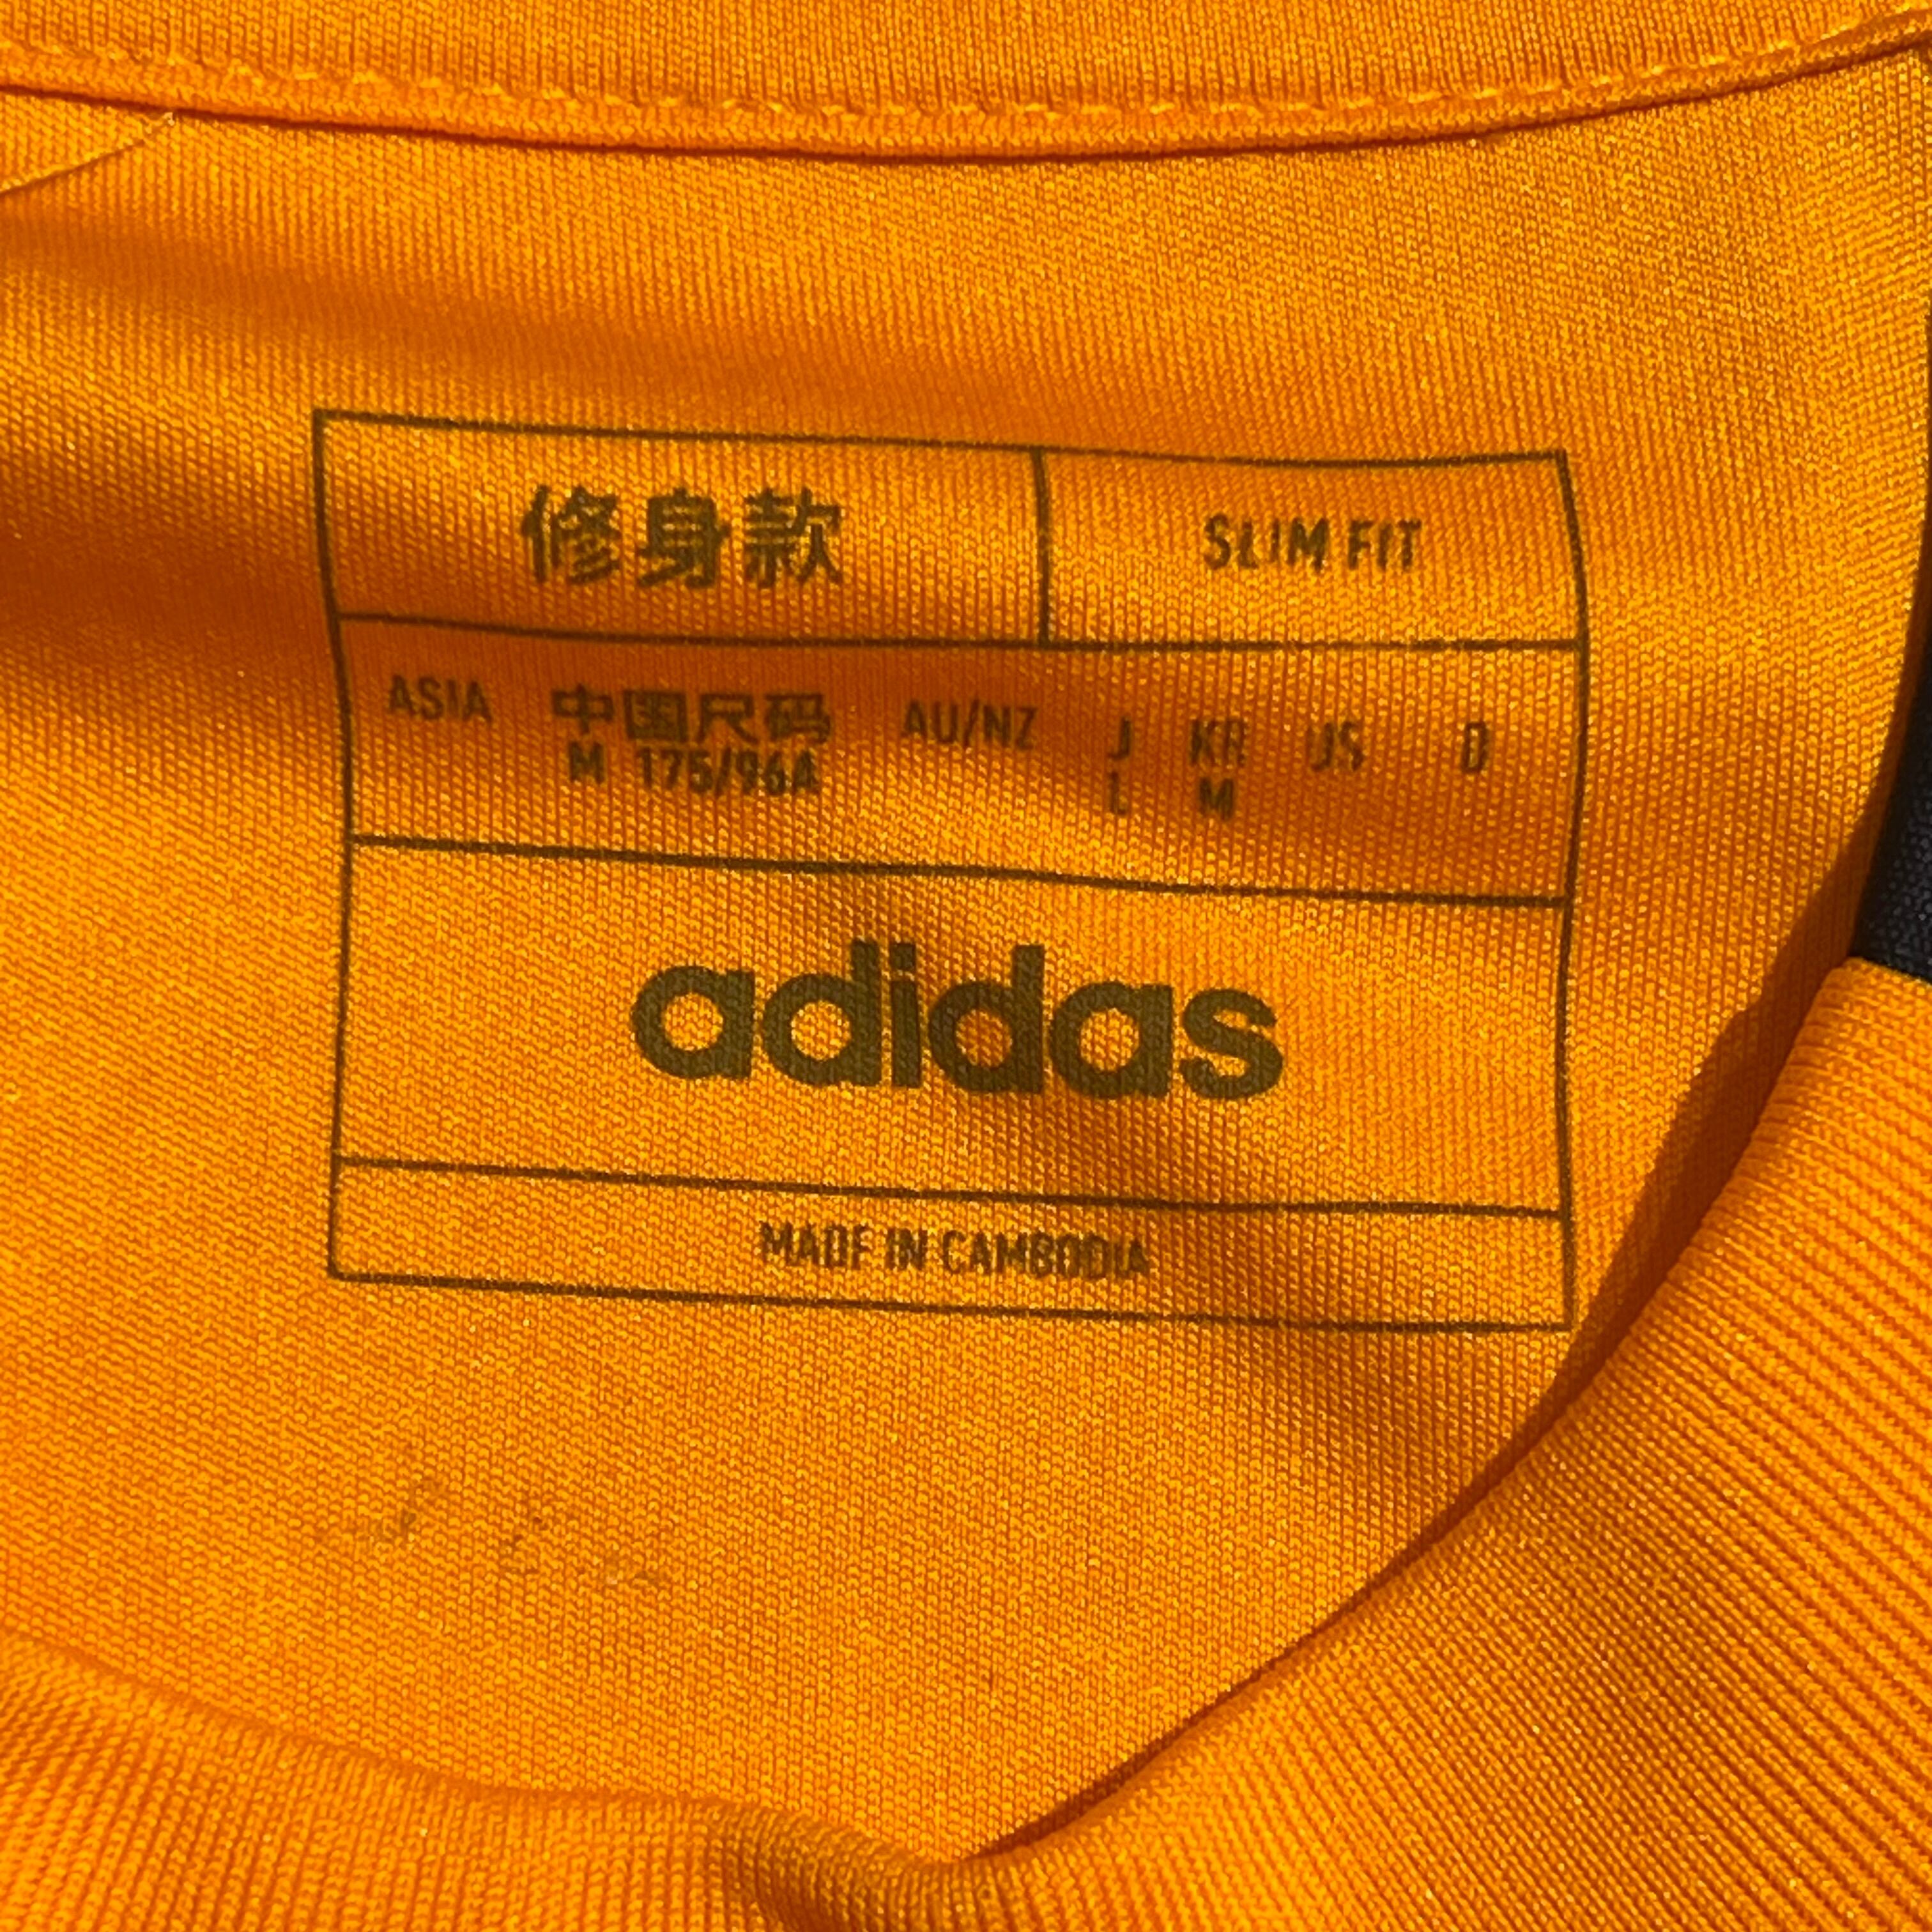 修身款 SLIM FIT
ASIA 中国尺码 AU/NZ J KR US D
M 175/96A L M
adidas
MADE IN CAMBODIA